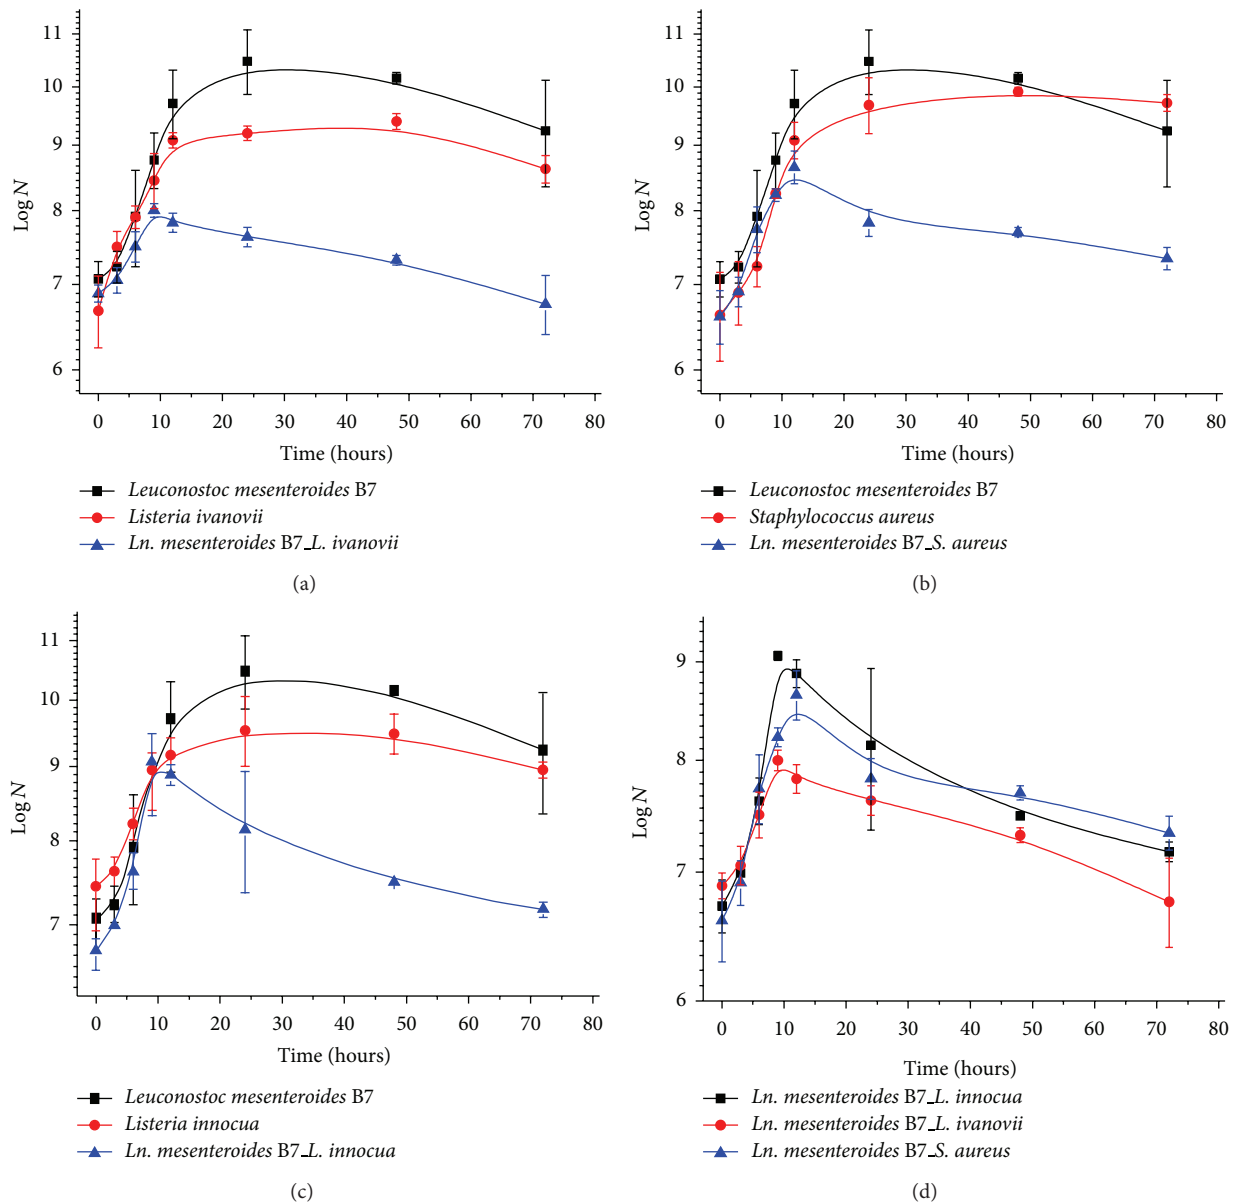 11
10
9
8
7
6
Log N
0 10 20 30 40 50 60 70 80
Time (hours)
Leuconostoc mesenteroides B7
Listeria ivanovii
Ln. mesenteroides B7_L. ivanovii
(a)
11
10
9
8
7
6
Log N
0 10 20 30 40 50 60 70 80
Time (hours)
Leuconostoc mesenteroides B7
Staphylococcus aureus
Ln. mesenteroides B7_S. aureus
(b)
11
10
9
8
7
Log N
0 10 20 30 40 50 60 70 80
Time (hours)
Leuconostoc mesenteroides B7
Listeria innocua
Ln. mesenteroides B7_L. innocua
(c)
9
8
7
6
Log N
0 10 20 30 40 50 60 70 80
Time (hours)
Ln. mesenteroides B7_L. innocua
Ln. mesenteroides B7_L. ivanovii
Ln. mesenteroides B7_S. aureus
(d)